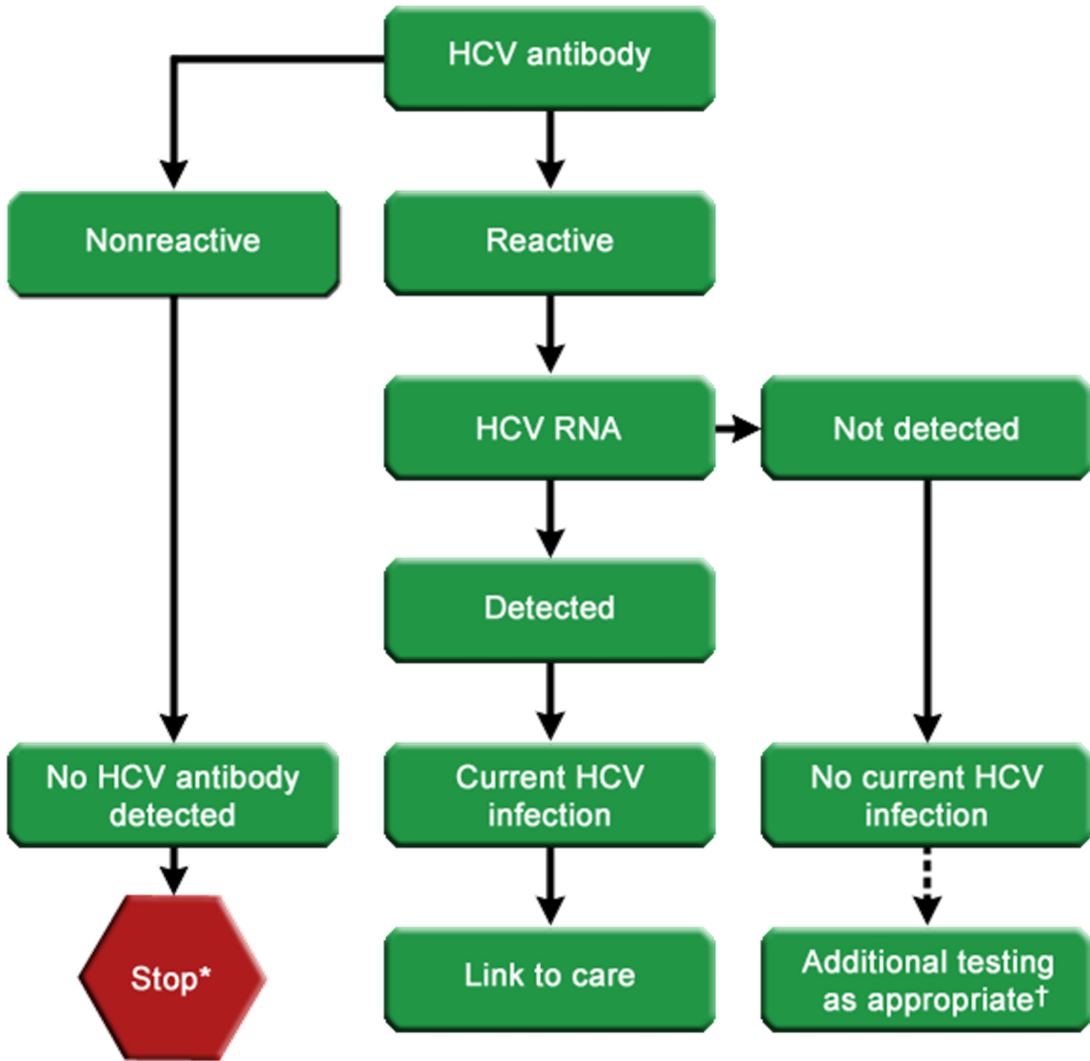 HCV antibody
Nonreactive
Reactive
HCV RNA
Not detected
Detected
No HCV antibody
detected
Current HCV
infection
No current HCV
infection
Stop*
Link to care
Additional testing
as appropriate†